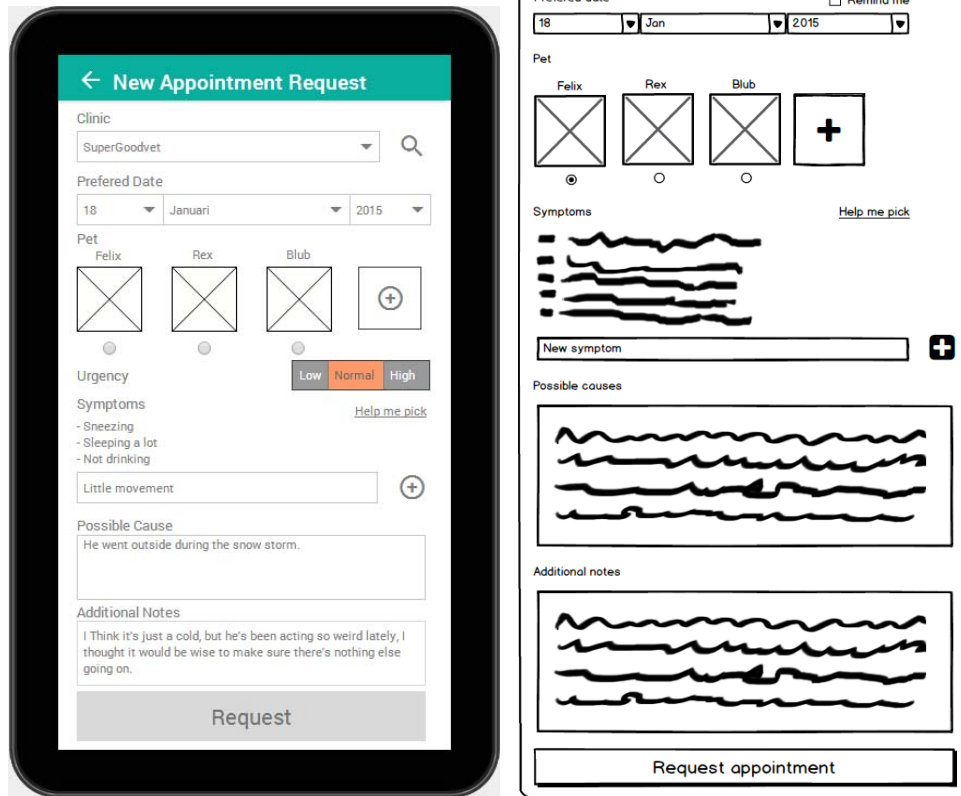 ← New Appointment Request
Clinic
SuperGoodvet
Prefered Date
18 Januari 2015
Pet
Felix Rex Blub
Urgency Low Normal High
Symptoms Help me pick
- Sneezing
- Sleeping a lot
- Not drinking
Little movement
Possible Cause
He went outside during the snow storm.
Additional Notes
I Think it's just a cold, but he's been acting so weird lately, I
thought it would be wise to make sure there's nothing else
going on.
Request
Prefered date Remind me
18 Jan 2015
Pet
Felix Rex Blub
Symptoms Help me pick
New symptom
Possible causes
Additional notes
Request appointment